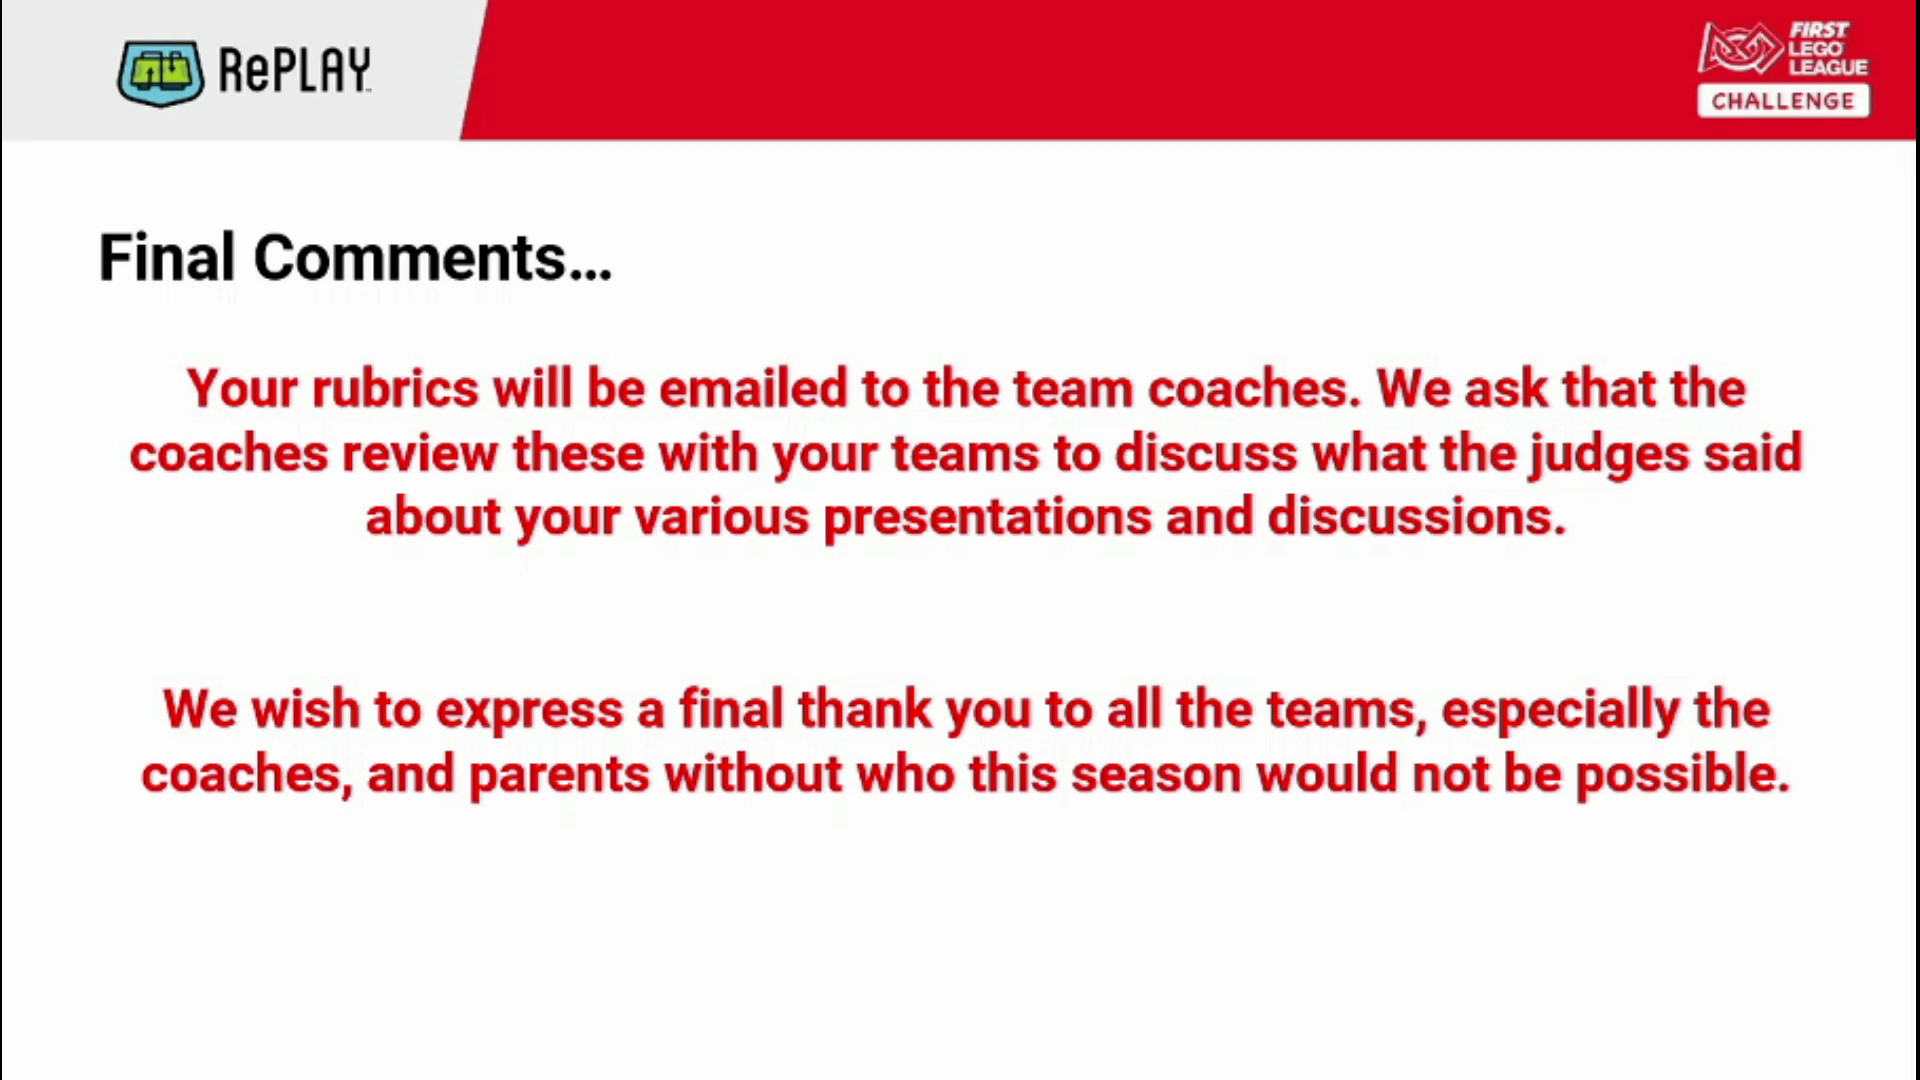 RePLAY
FIRST
LEGO
LEAGUE
CHALLENGE
Final Comments...
Your rubrics will be emailed to the team coaches. We ask that the
coaches review these with your teams to discuss what the judges said
about your various presentations and discussions.
We wish to express a final thank you to all the teams, especially the
coaches, and parents without who this season would not be possible.